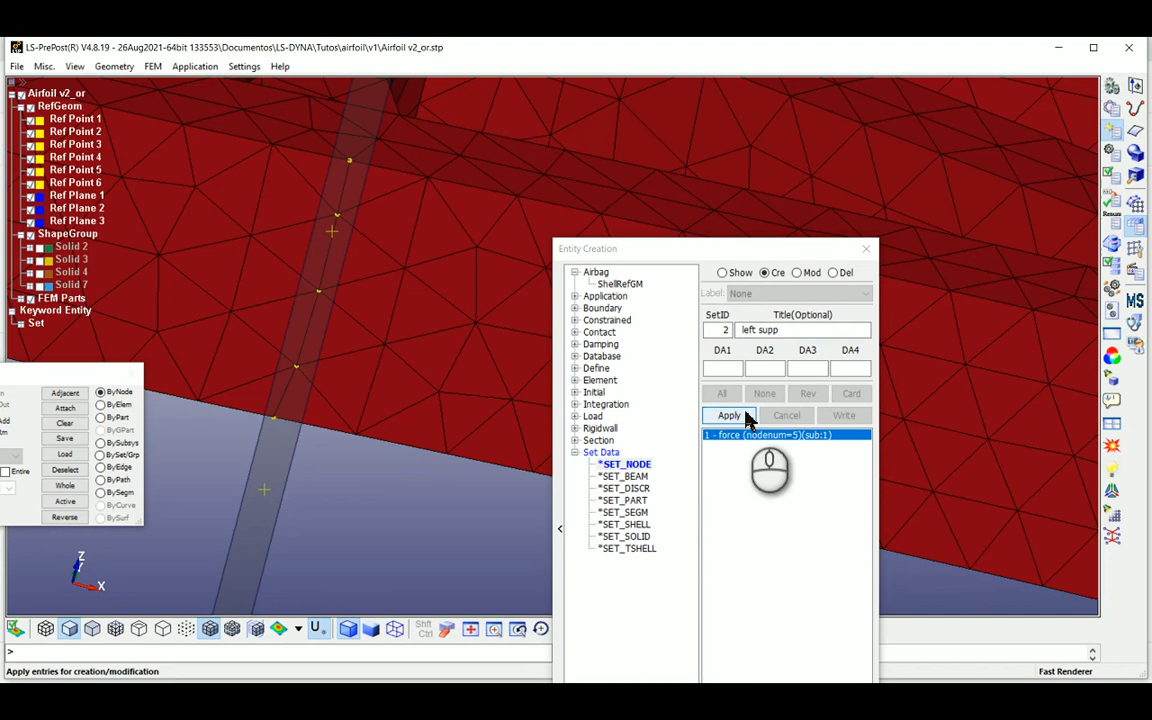 LS-PrePost(R) V4.8.19 - 26Aug2021-64bit 133553\Documentos\LS-DYNA\Tutos\airfoil\v1\Airfoil v2_or.stp
File Misc. View Geometry FEM Application Settings Help
Airfoil v2_or
RefGeom
Ref Point 1
Ref Point 2
Ref Point 3
Ref Point 4
Ref Point 5
Ref Point 6
Ref Plane 1
Ref Plane 2
Ref Plane 3
ShapeGroup
Solid 2
Solid 3
Solid 4
Solid 7
FEM Parts
Keyword Entity
Set
Adjacent
Attach
Clear
Save
Load
Deselect
Whole
Active
Reverse
Entire
ByNode
ByElem
ByPart
ByGPart
BySubsys
BySet/Grp
ByEdge
ByPath
BySegm
ByCurve
BySurf
Z
Y
X
Entity Creation
Airbag
ShellRefGM
Application
Boundary
Constrained
Contact
Damping
Database
Define
Element
Initial
Integration
Load
Rigidwall
Section
Set Data
*SET_NODE
*SET_BEAM
*SET_DISCR
*SET_PART
*SET_SEGM
*SET_SHELL
*SET_SOLID
*SET_TSHELL
Show Cre Mod Del
Label: None
SetID Title(Optional)
2 left supp
DA1 DA2 DA3 DA4
All None Rev Card
Apply Cancel Write
1 - force (nodenum=5)(sub:1)
Shft
Ctrl
>
Apply entries for creation/modification
Fast Renderer
MS